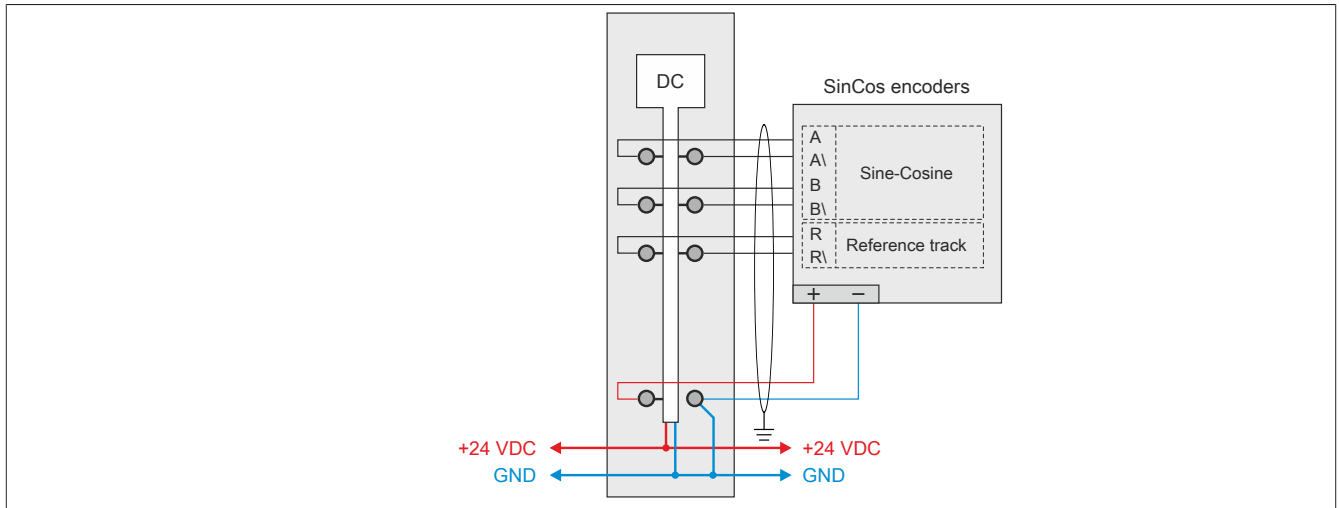 DC
SinCos encoders
A
A\
Sine-Cosine
B
B\
R
Reference track
R\
+ −
+24 VDC +24 VDC
GND GND